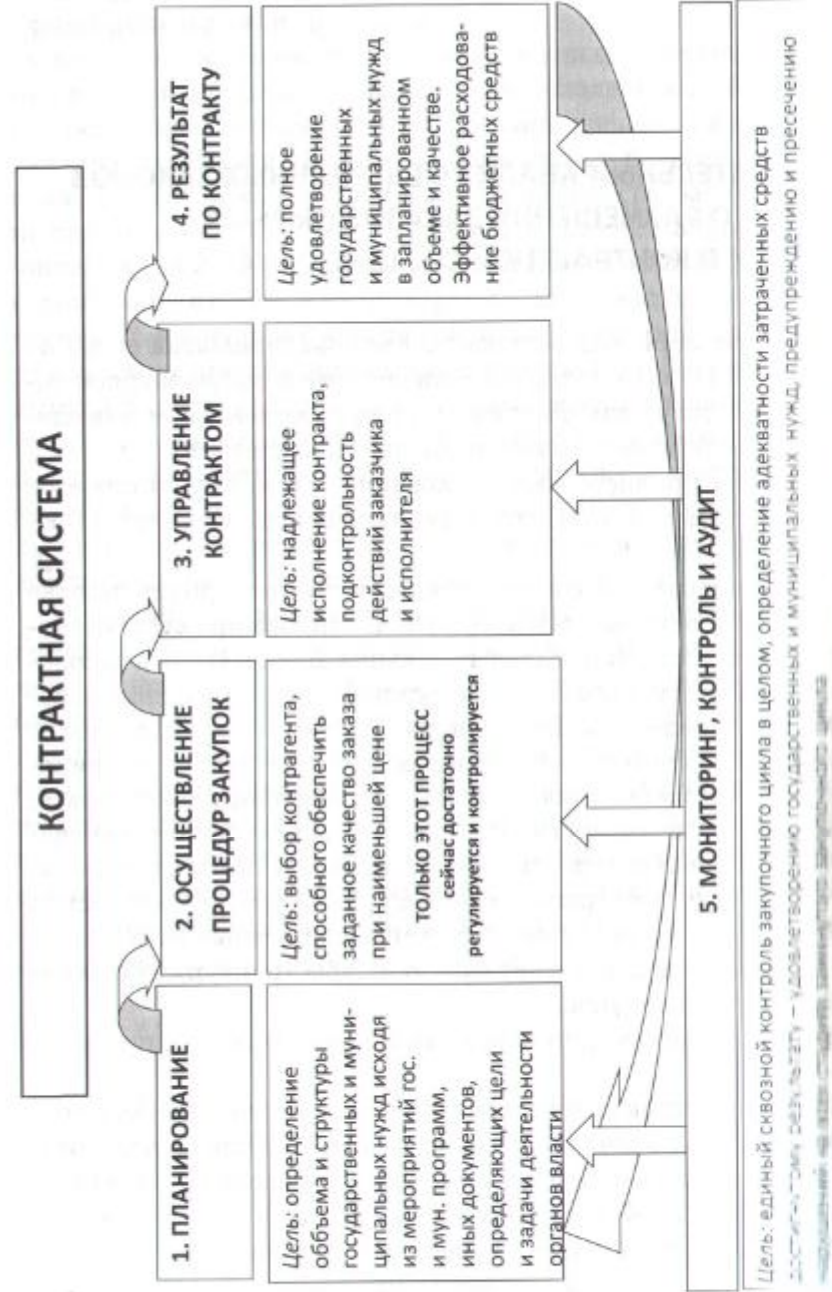 КОНТРАКТНАЯ СИСТЕМА
1. ПЛАНИРОВАНИЕ
Цель: определение
оббъема и структуры
государственных и муни-
ципальных нужд исходя
из мероприятий гос.
и мун. программ,
иных документов,
определяющих цели
и задачи деятельности
органов власти
2. ОСУЩЕСТВЛЕНИЕ
ПРОЦЕДУР ЗАКУПОК
Цель: выбор контрагента,
способного обеспечить
заданное качество заказа
при наименьшей цене
ТОЛЬКО ЭТОТ ПРОЦЕСС
сейчас достаточно
регулируется и контролируется
3. УПРАВЛЕНИЕ
КОНТРАКТОМ
Цель: надлежащее
исполнение контракта,
подконтрольность
действий заказчика
и исполнителя
4. РЕЗУЛЬТАТ
ПО КОНТРАКТУ
Цель: полное
удовлетворение
государственных
и муниципальных нужд
в запланированном
объеме и качестве.
Эффективное расходова-
ние бюджетных средств
5. МОНИТОРИНГ, КОНТРОЛЬ И АУДИТ
Цель: единый сквозной контроль закупочного цикла в целом, определение адекватности затраченных средств
достигнутому результату – удовлетворению государственных и муниципальных нужд, предупреждению и пресечению